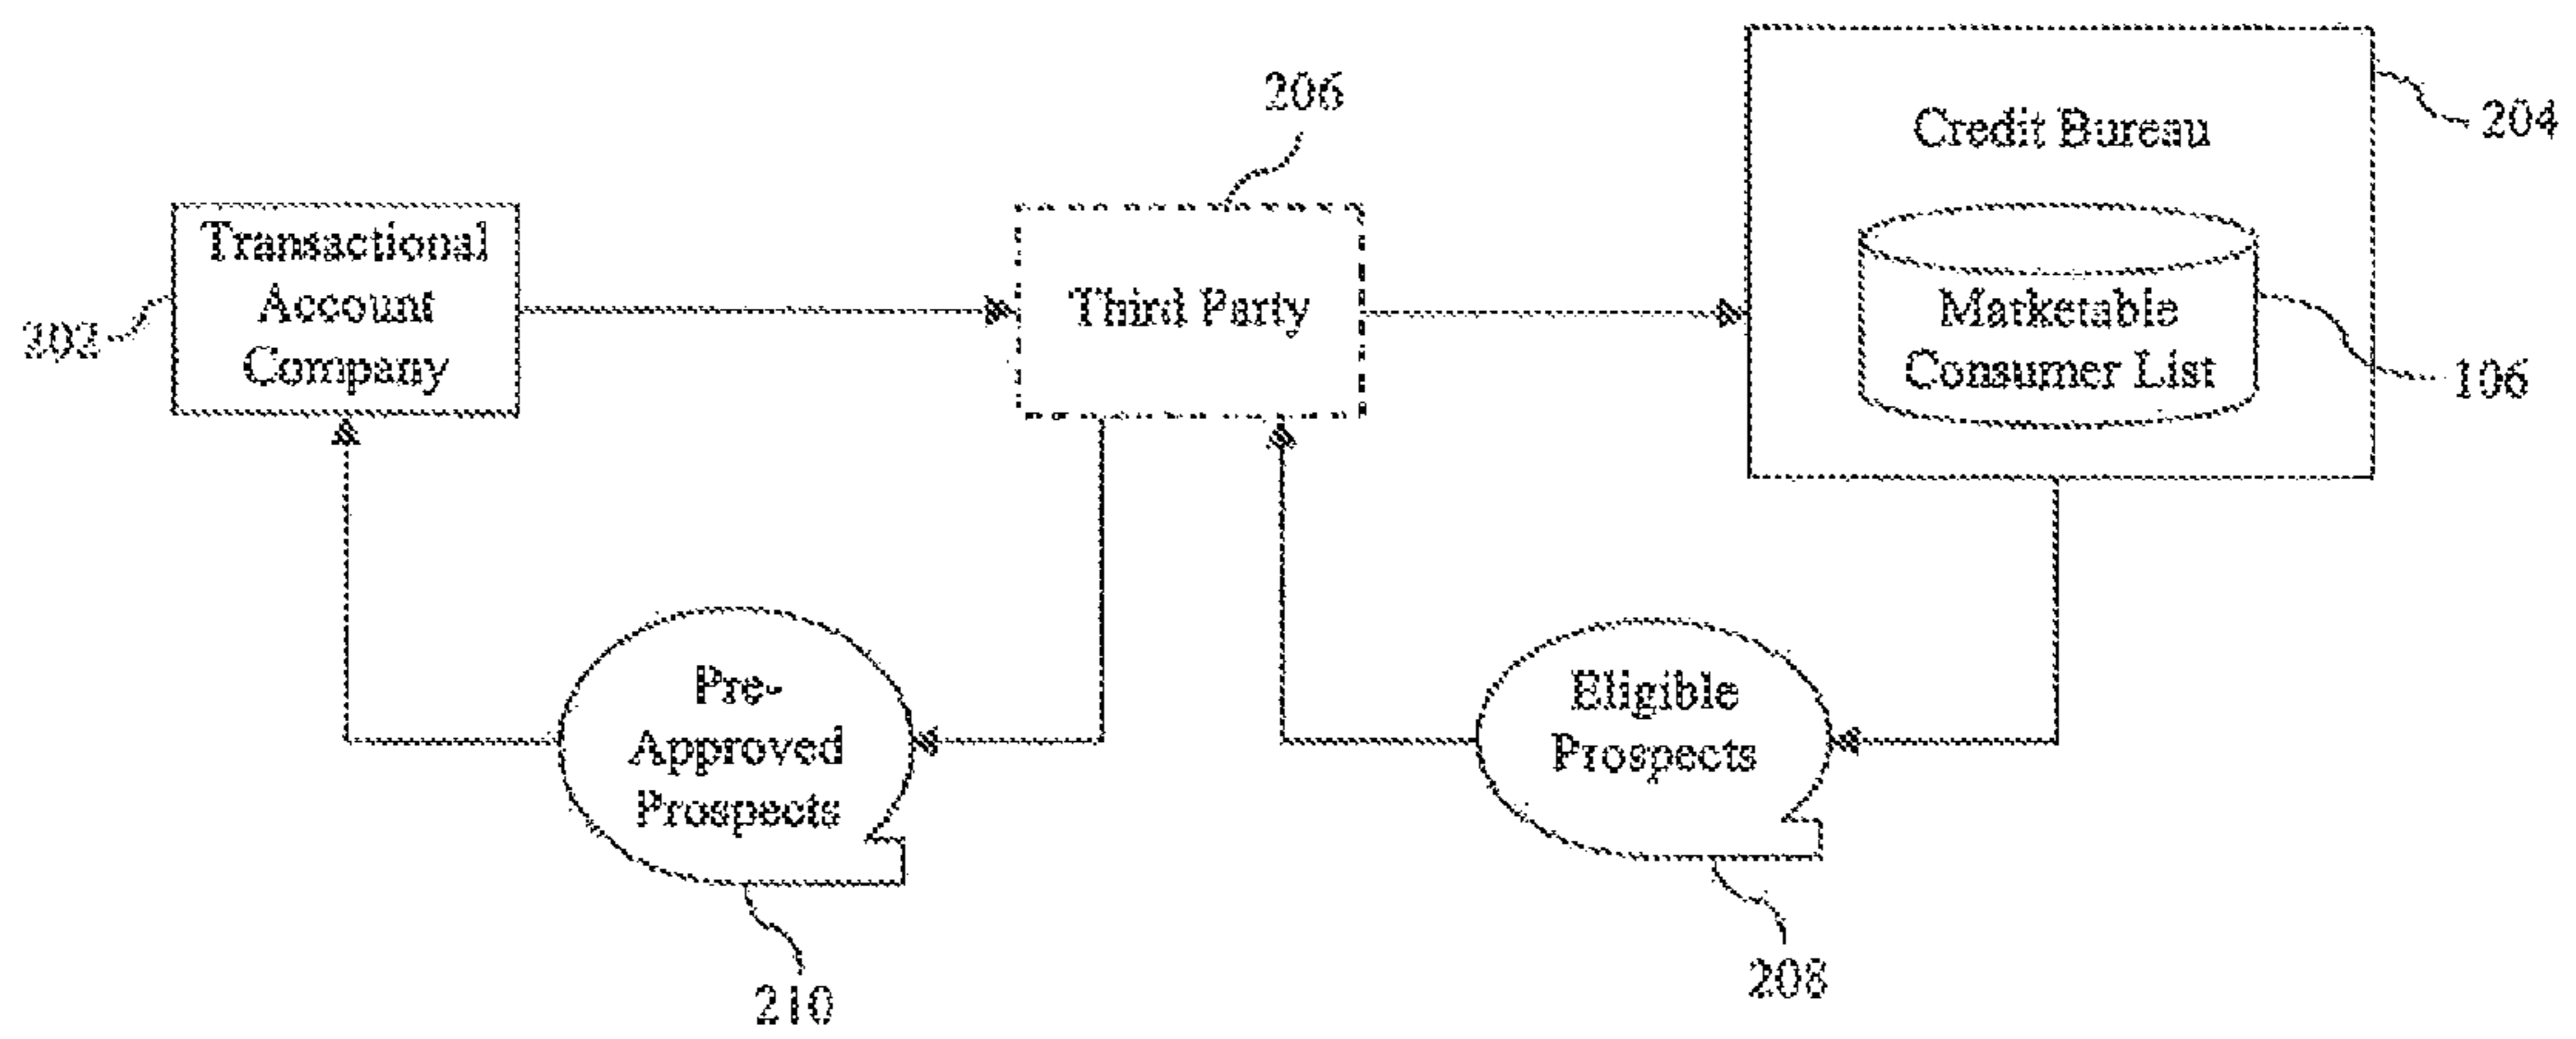 206
204
Credit Bureau
Transactional
Account
Company
202
Third Party
Marketable
Consumer List
106
Pre-
Approved
Prospects
Eligible
Prospects
210
208